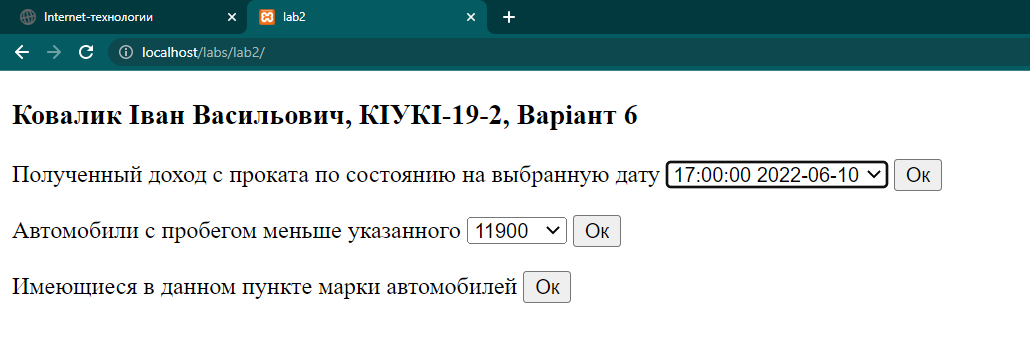 Internet-технологии
lab2
localhost/labs/lab2/
Ковалик Іван Васильович, КІУКІ-19-2, Варіант 6
Полученный доход с проката по состоянию на выбранную дату 17:00:00 2022-06-10 Ок
Автомобили с пробегом меньше указанного 11900 Ок
Имеющиеся в данном пункте марки автомобилей Ок